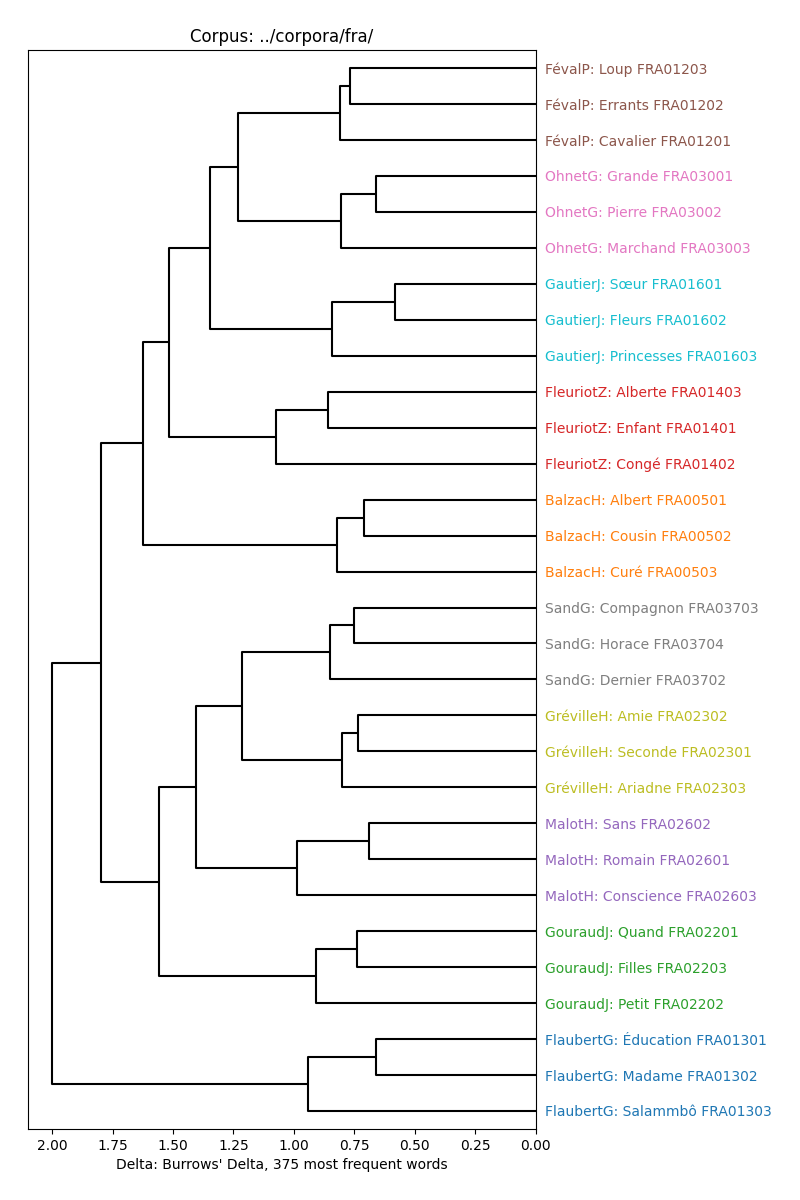 Corpus: ../corpora/fra/
FévalP: Loup FRA01203
FévalP: Errants FRA01202
FévalP: Cavalier FRA01201
OhnetG: Grande FRA03001
OhnetG: Pierre FRA03002
OhnetG: Marchand FRA03003
GautierJ: Sœur FRA01601
GautierJ: Fleurs FRA01602
GautierJ: Princesses FRA01603
FleuriotZ: Alberte FRA01403
FleuriotZ: Enfant FRA01401
FleuriotZ: Congé FRA01402
BalzacH: Albert FRA00501
BalzacH: Cousin FRA00502
BalzacH: Curé FRA00503
SandG: Compagnon FRA03703
SandG: Horace FRA03704
SandG: Dernier FRA03702
GrévilleH: Amie FRA02302
GrévilleH: Seconde FRA02301
GrévilleH: Ariadne FRA02303
MalotH: Sans FRA02602
MalotH: Romain FRA02601
MalotH: Conscience FRA02603
GouraudJ: Quand FRA02201
GouraudJ: Filles FRA02203
GouraudJ: Petit FRA02202
FlaubertG: Éducation FRA01301
FlaubertG: Madame FRA01302
FlaubertG: Salammbô FRA01303
2.00 1.75 1.50 1.25 1.00 0.75 0.50 0.25 0.00
Delta: Burrows' Delta, 375 most frequent words